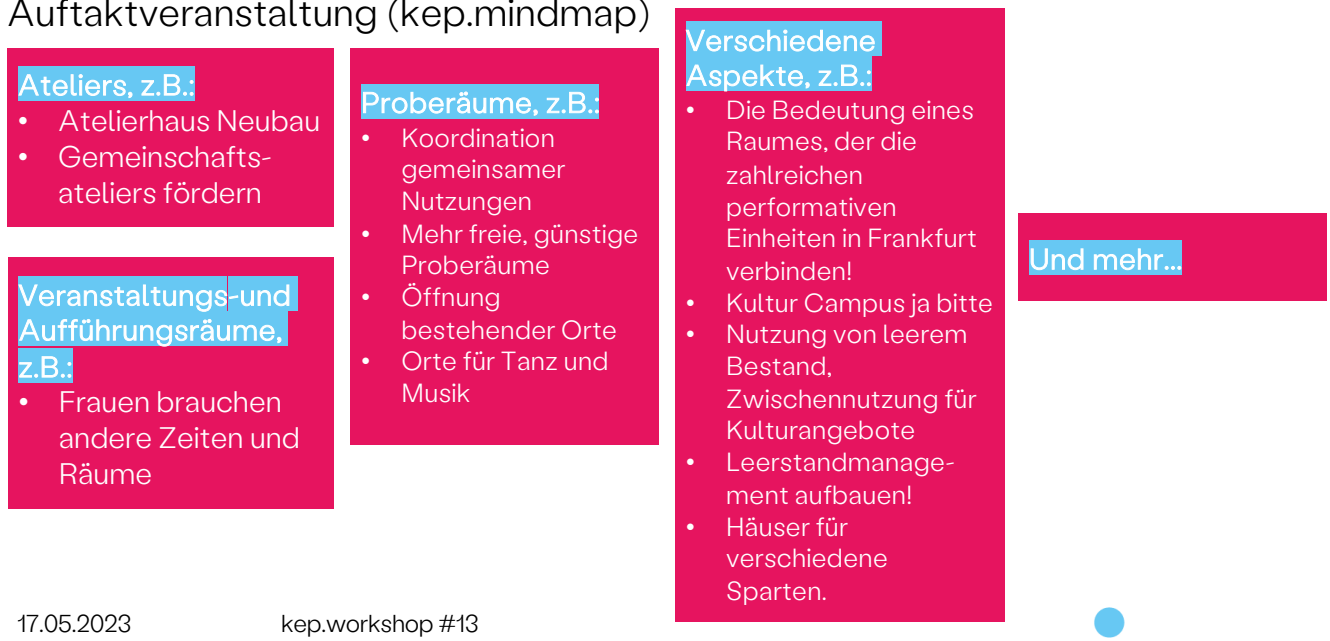 Auftaktveranstaltung (kep.mindmap)
Ateliers, z.B.:
• Atelierhaus Neubau
• Gemeinschafts-
ateliers fördern
Veranstaltungs-und
Aufführungsräume,
z.B.:
• Frauen brauchen
andere Zeiten und
Räume
Proberäume, z.B.:
• Koordination
gemeinsamer
Nutzungen
• Mehr freie, günstige
Proberäume
• Öffnung
bestehender Orte
• Orte für Tanz und
Musik
Verschiedene
Aspekte, z.B.:
• Die Bedeutung eines
Raumes, der die
zahlreichen
performativen
Einheiten in Frankfurt
verbinden!
• Kultur Campus ja bitte
• Nutzung von leerem
Bestand,
Zwischennutzung für
Kulturangebote
• Leerstandmanage-
ment aufbauen!
• Häuser für
verschiedene
Sparten.
Und mehr...
17.05.2023
kep.workshop #13